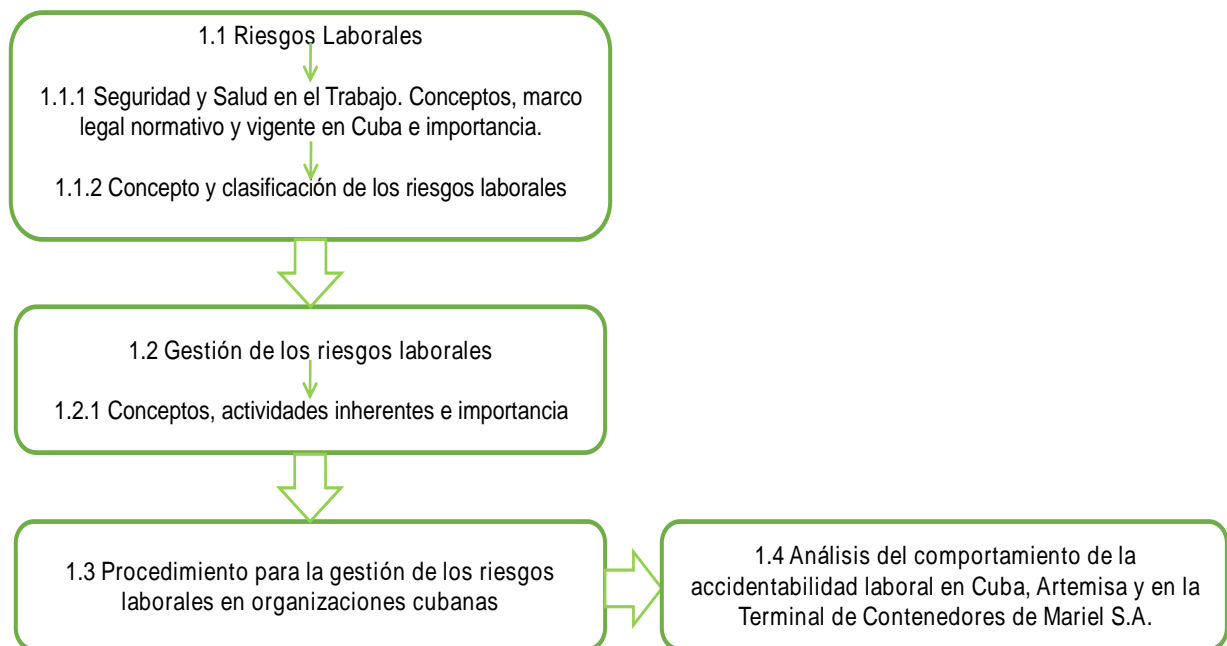 1.1 Riesgos Laborales
1.1.1 Seguridad y Salud en el Trabajo. Conceptos, marco
legal normativo y vigente en Cuba e importancia.
1.1.2 Concepto y clasificación de los riesgos laborales
1.2 Gestión de los riesgos laborales
1.2.1 Conceptos, actividades inherentes e importancia
1.3 Procedimiento para la gestión de los riesgos
laborales en organizaciones cubanas
1.4 Análisis del comportamiento de la
accidentabilidad laboral en Cuba, Artemisa y en la
Terminal de Contenedores de Mariel S.A.